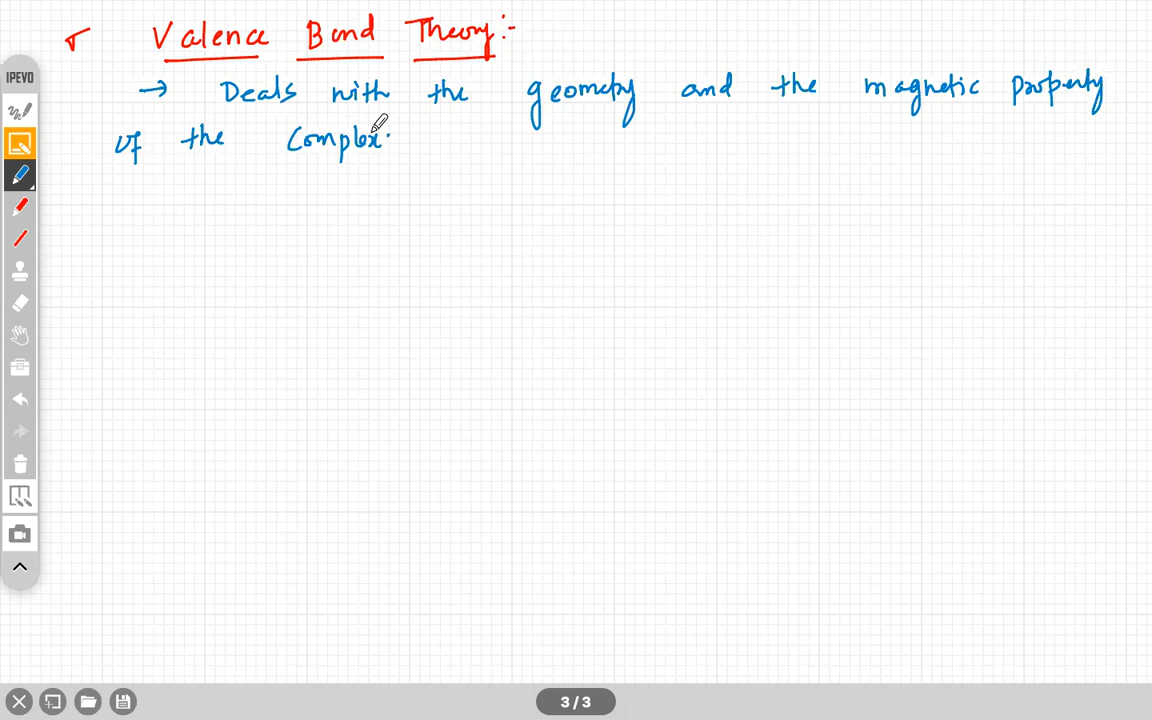 Valence Bond Theory:-
→ Deals with the geometry and the magnetic property
of the Complex.
IPEVO
3/3